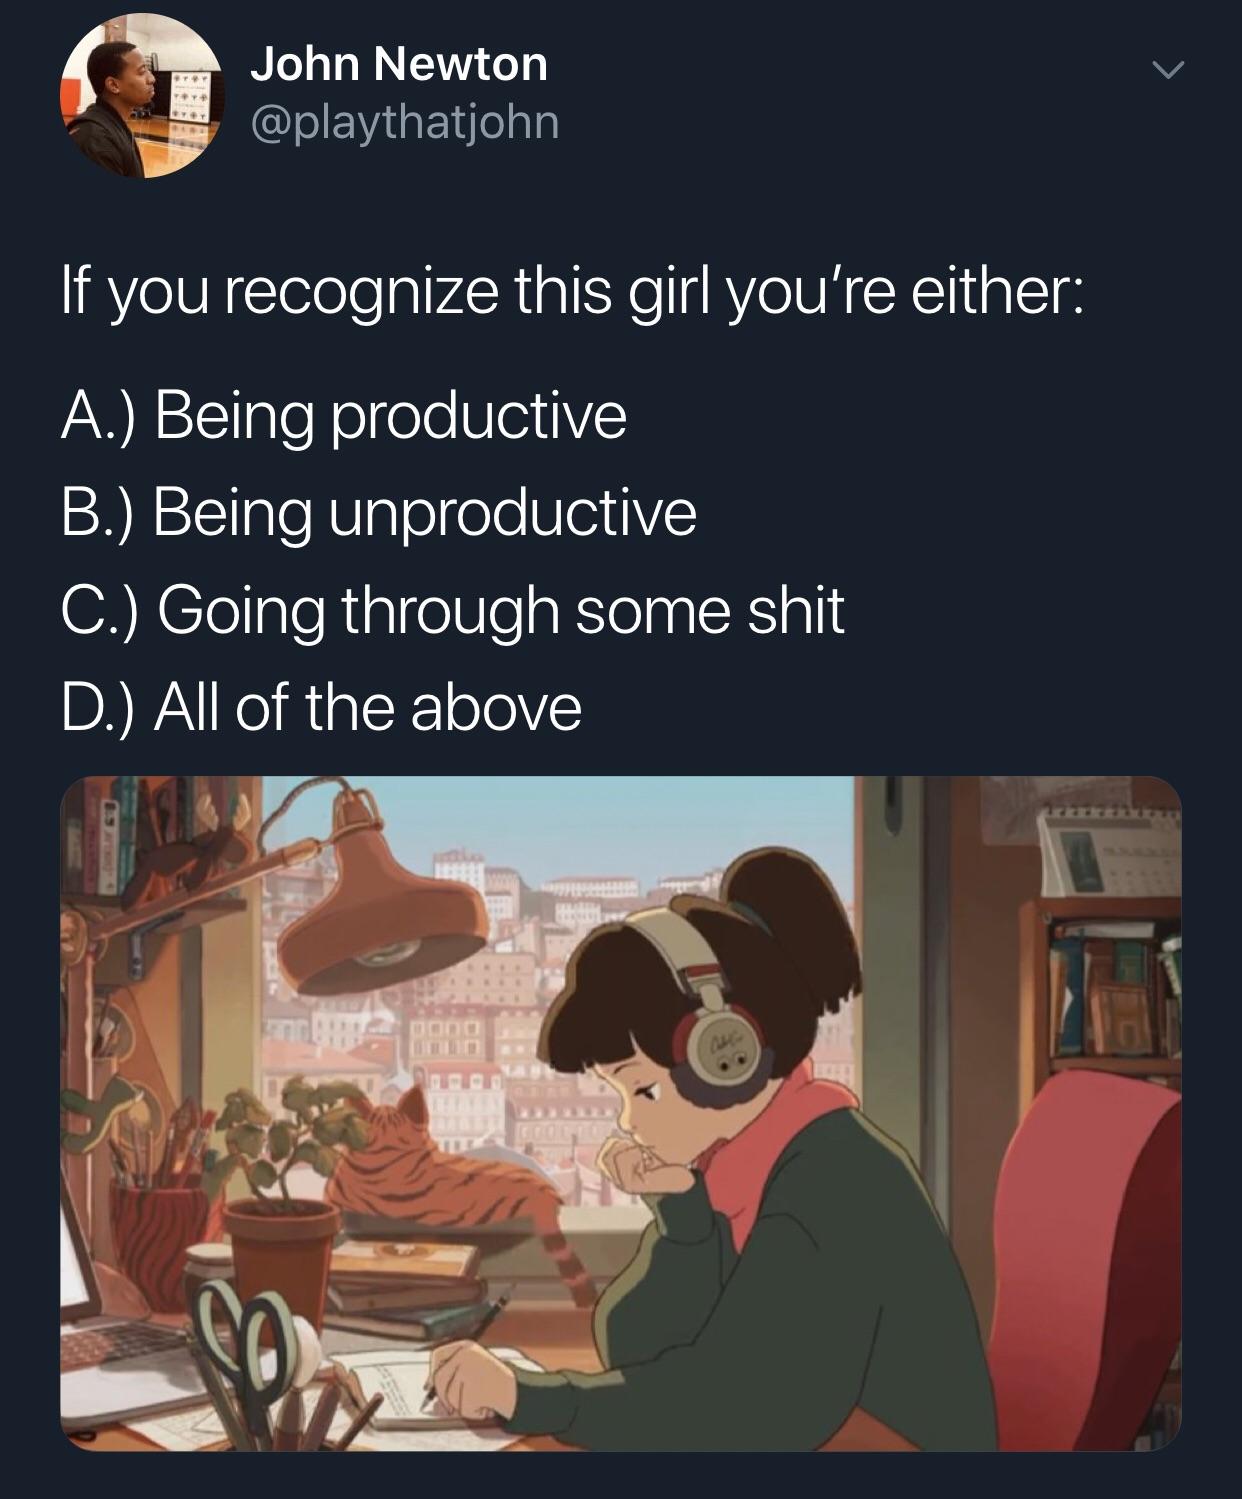 John Newton
@playthatjohn
If you recognize this girl you're either:
A.) Being productive
B.) Being unproductive
C.) Going through some shit
D.) All of the above